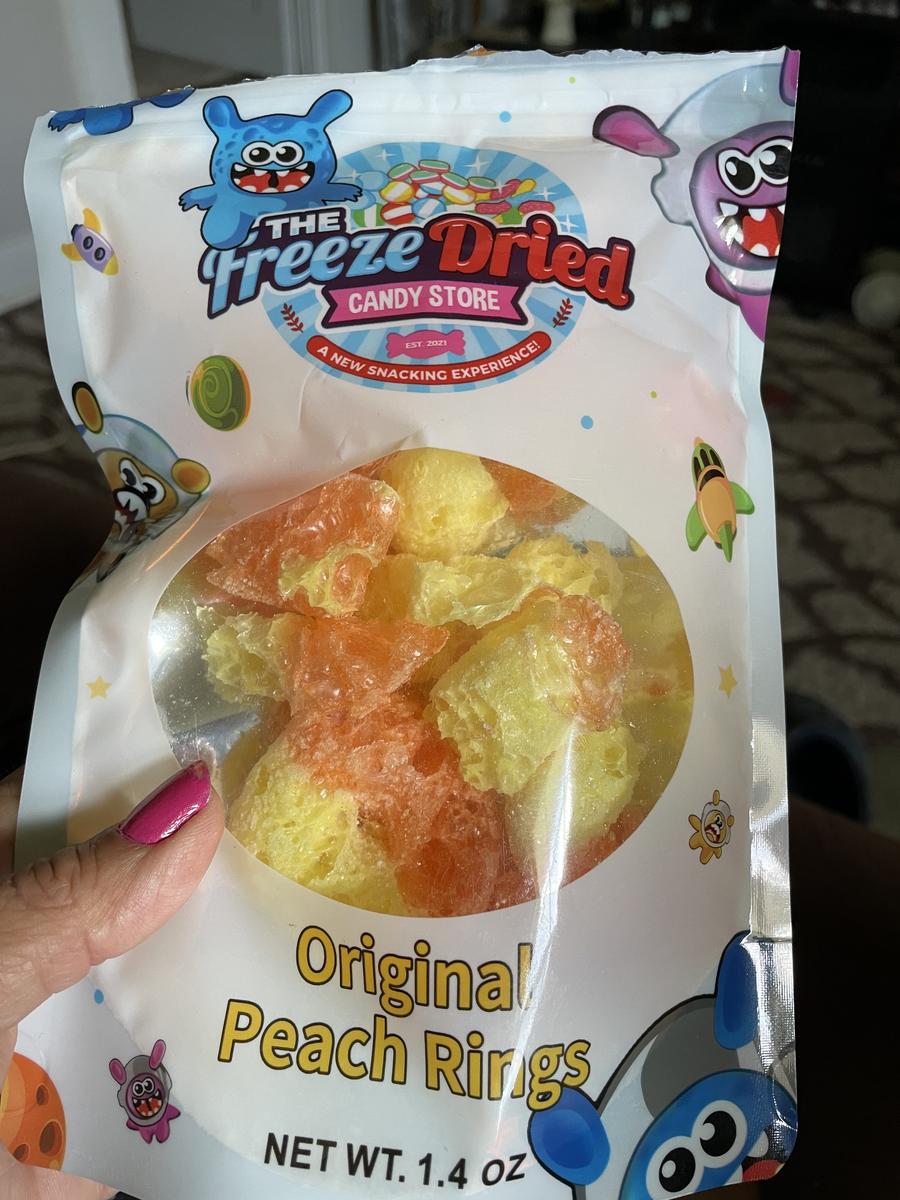 THE
Freeze Dried
CANDY STORE
EST. 2021
A NEW SNACKING EXPERIENCE!
Original
Peach Rings
NET WT. 1.4 OZ